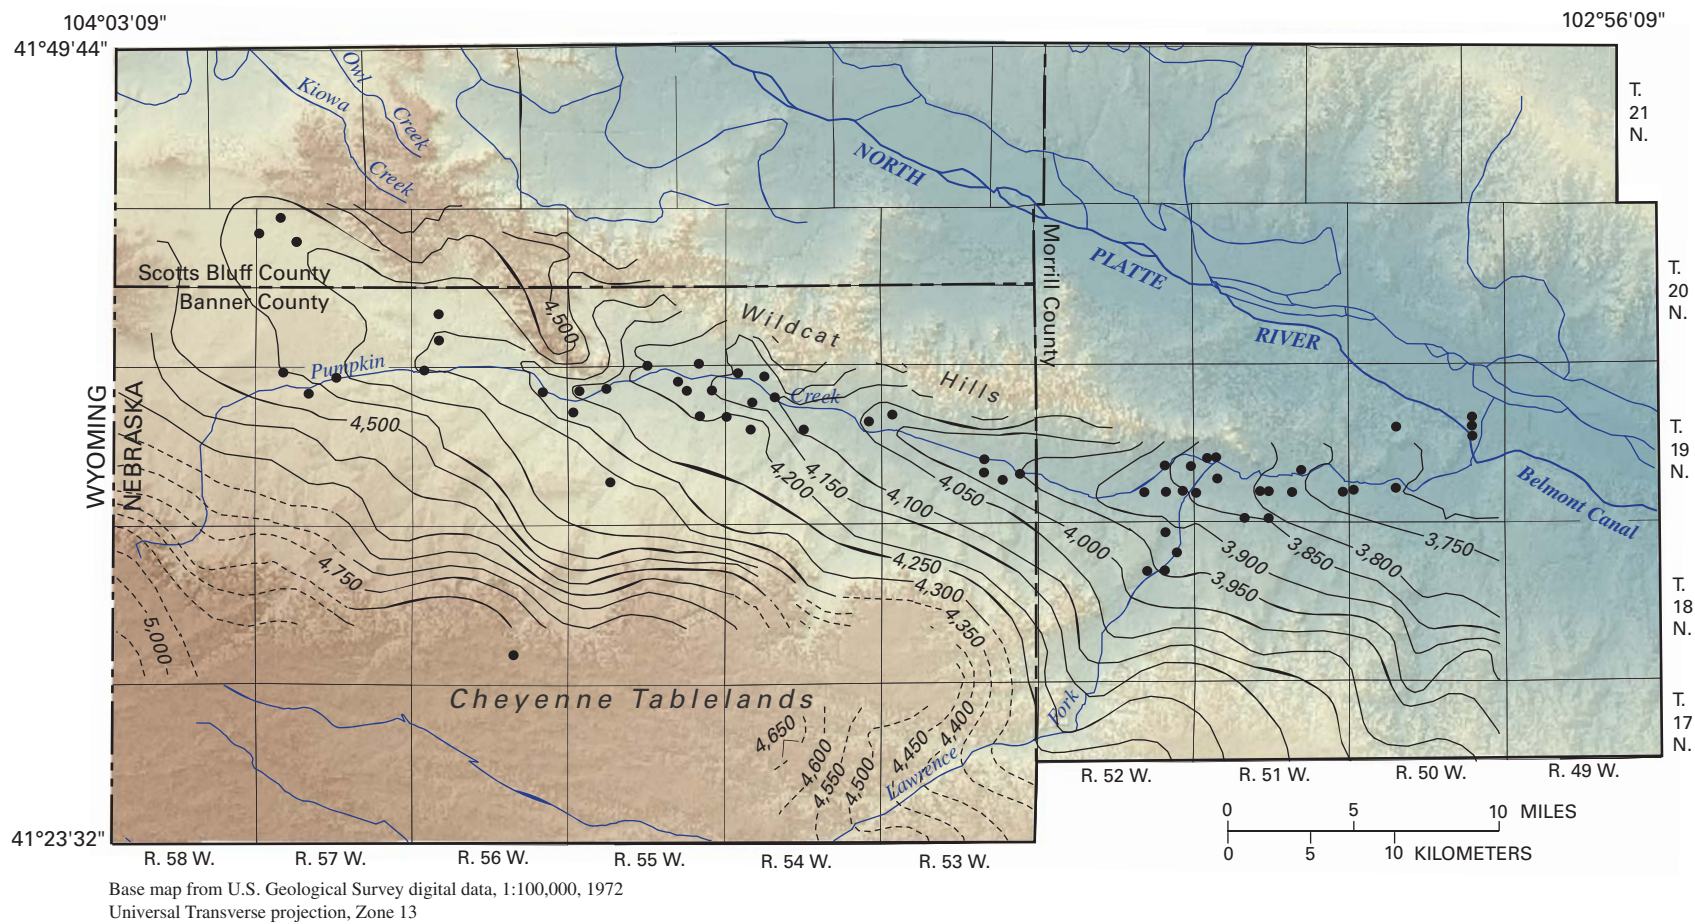 104°03'09"
102°56'09"
41°49'44"
Owl
Creek
Kiowa
Creek
T.
21
N.
NORTH
PLATTE
RIVER
Scotts Bluff County
Banner County
Morrill County
T.
20
N.
4,500
Wildcat
Hills
Pumpkin
Creek
WYOMING
NEBRASKA
4,500
4,200
4,150
4,100
4,050
4,000
T.
19
N.
Belmont Canal
4,750
4,250
4,300
4,350
3,950
3,900
3,850
3,800
3,750
T.
18
N.
5,000
Cheyenne Tablelands
4,650
4,600
4,550
4,500
4,450
4,400
Lawrence
Fork
T.
17
N.
R. 52 W.
R. 51 W.
R. 50 W.
R. 49 W.
0
5
10 MILES
0
5
10 KILOMETERS
41°23'32"
R. 58 W.
R. 57 W.
R. 56 W.
R. 55 W.
R. 54 W.
R. 53 W.
Base map from U.S. Geological Survey digital data, 1:100,000, 1972
Universal Transverse projection, Zone 13